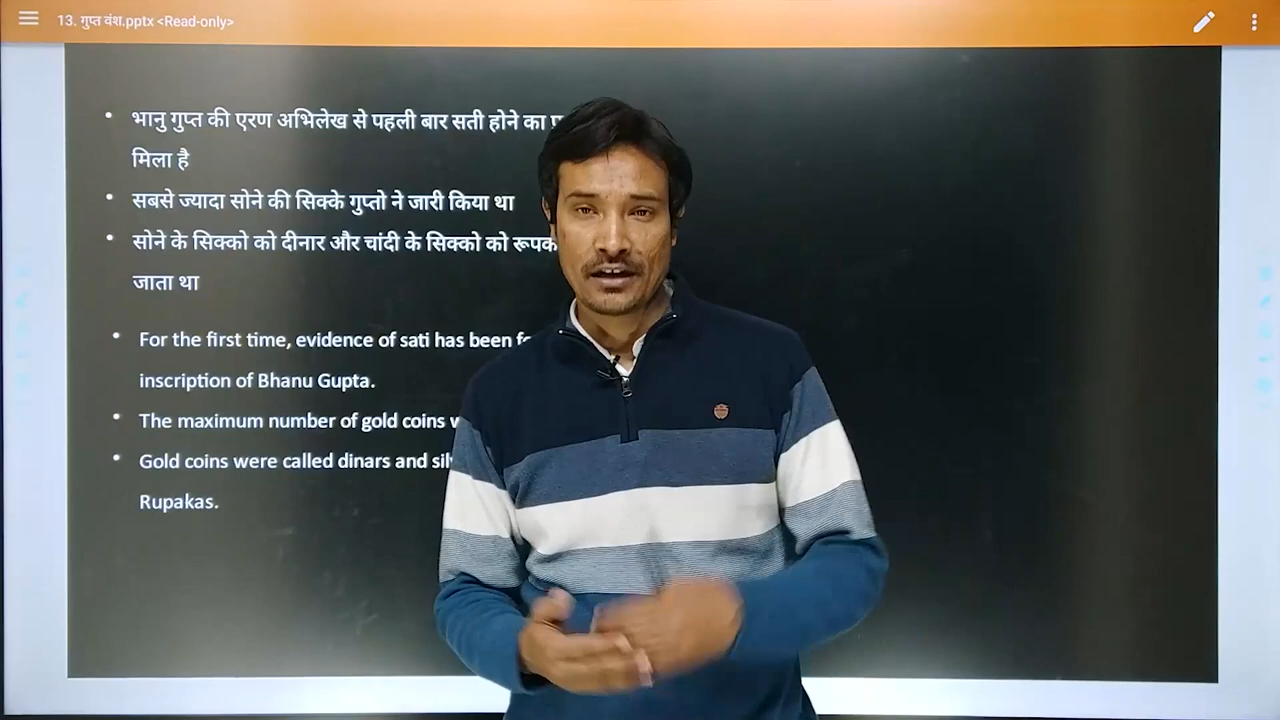 13. गुप्त वंश.pptx <Read-only>
• भानु गुप्त की एरण अभिलेख से पहली बार सती होने का
मिला है
• सबसे ज्यादा सोने की सिक्के गुप्तो ने जारी किया था
• सोने के सिक्को को दीनार और चांदी के सिक्को को रूपक
जाता था
• For the first time, evidence of sati has been
inscription of Bhanu Gupta.
• The maximum number of gold coins
• Gold coins were called dinars and
Rupakas.